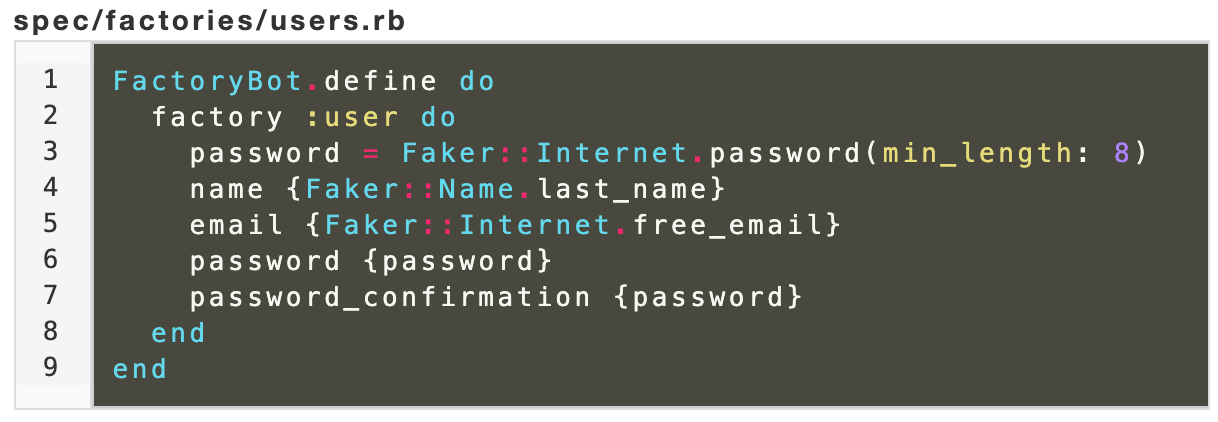 spec/factories/users.rb
1 FactoryBot.define do
2   factory :user do
3     password = Faker::Internet.password(min_length: 8)
4     name {Faker::Name.last_name}
5     email {Faker::Internet.free_email}
6     password {password}
7     password_confirmation {password}
8   end
9 end